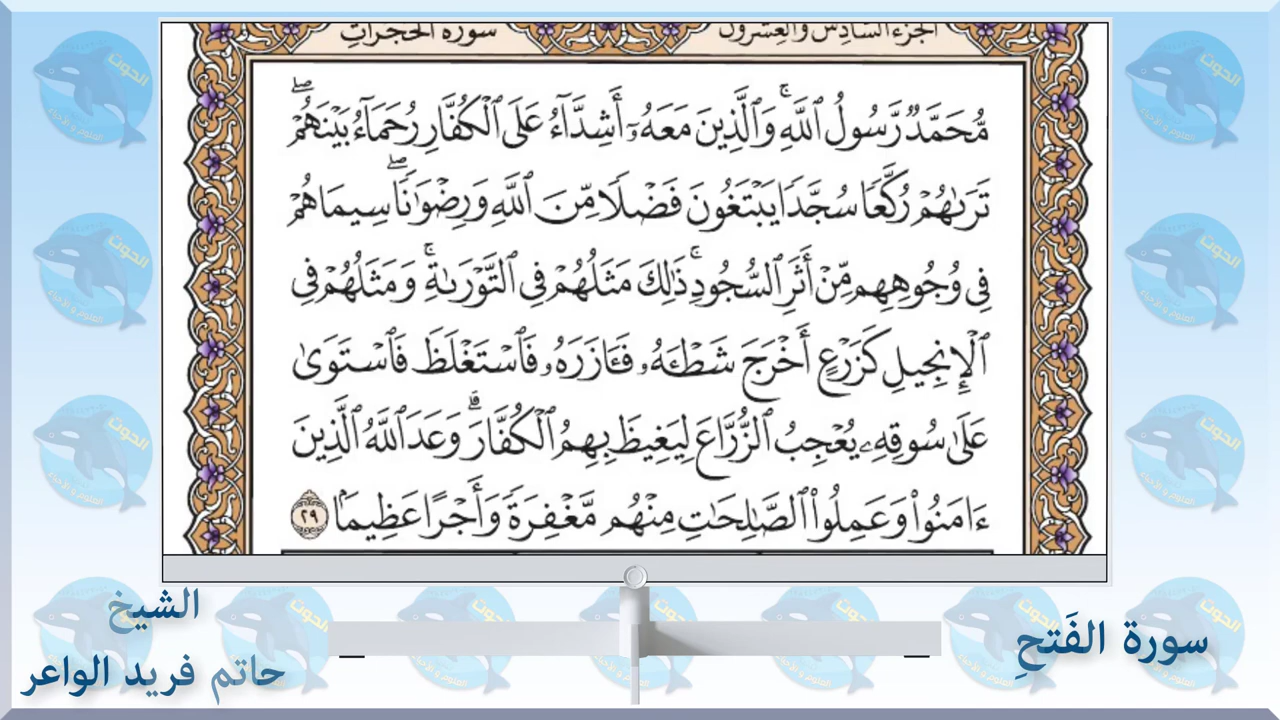 الجزء السادس والعشرون
سورة الحجرات
مُّحَمَّدٌ رَّسُولُ ٱللَّهِۚ وَٱلَّذِينَ مَعَهُۥٓ أَشِدَّآءُ عَلَى ٱلْكُفَّارِ رُحَمَآءُ بَيْنَهُمْۖ
تَرَىٰهُمْ رُكَّعًا سُجَّدًا يَبْتَغُونَ فَضْلًا مِّنَ ٱللَّهِ وَرِضْوَٰنًاۖ سِيمَاهُمْ
فِى وُجُوهِهِم مِّنْ أَثَرِ ٱلسُّجُودِۚ ذَٰلِكَ مَثَلُهُمْ فِى ٱلتَّوْرَىٰةِۚ وَمَثَلُهُمْ فِى
ٱلْإِنجِيلِ كَزَرْعٍ أَخْرَجَ شَطْـَٔهُۥ فَـَٔازَرَهُۥ فَٱسْتَغْلَظَ فَٱسْتَوَىٰ
عَلَىٰ سُوقِهِۦ يُعْجِبُ ٱلزُّرَّاعَ لِيَغِيظَ بِهِمُ ٱلْكُفَّارَۗ وَعَدَ ٱللَّهُ ٱلَّذِينَ
ءَامَنُوا۟ وَعَمِلُوا۟ ٱلصَّٰلِحَٰتِ مِنْهُم مَّغْفِرَةً وَأَجْرًا عَظِيمًۢا ٢٩
سورة الفَتحِ
الشيخ
حاتم فريد الواعر
الحوت